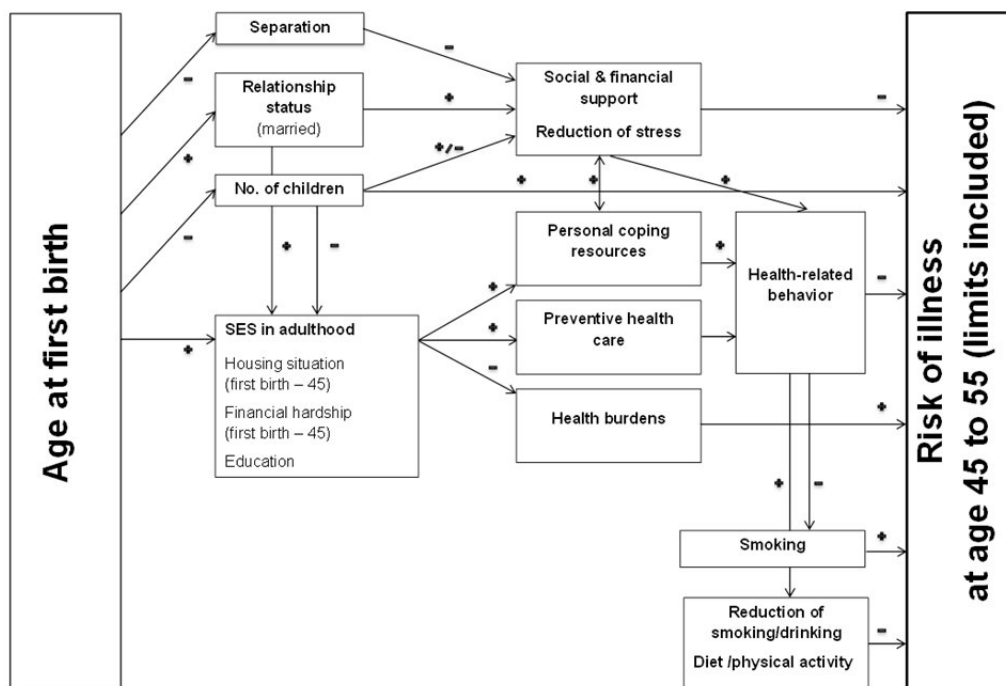 Age at first birth
Separation
Relationship
status
(married)
No. of children
SES in adulthood
Housing situation
(first birth – 45)
Financial hardship
(first birth – 45)
Education
Social & financial
support
Reduction of stress
Personal coping
resources
Preventive health
care
Health burdens
Health-related
behavior
Smoking
Reduction of
smoking/drinking
Diet /physical activity
Risk of illness
at age 45 to 55 (limits included)
-
+
-
+
-
+
+/-
+
-
+
+
-
+
+
+
+
+
-
-
-
+
+
-
-